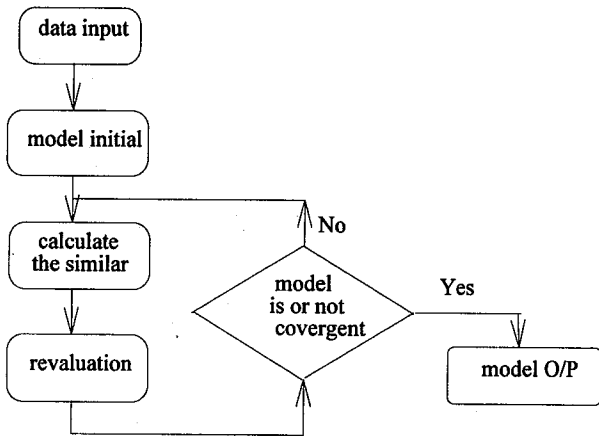 data input
model initial
calculate
the similar
revaluation
No
model
is or not
covergent
Yes
model O/P